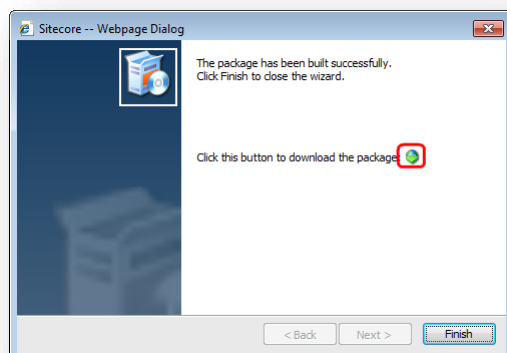 Sitecore -- Webpage Dialog
The package has been built successfully.
Click Finish to close the wizard.
Click this button to download the package:
< Back
Next >
Finish